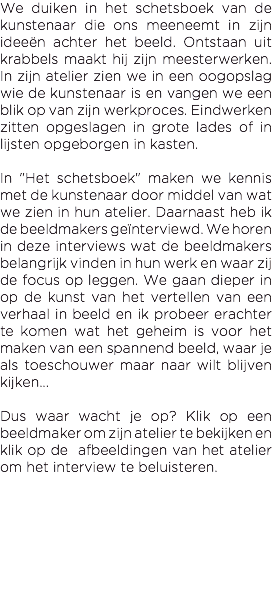 We duiken in het schetsboek van de
kunstenaar die ons meeneemt in zijn
ideeën achter het beeld. Ontstaan uit
krabbels maakt hij zijn meesterwerken.
In zijn atelier zien we in een oogopslag
wie de kunstenaar is en vangen we een
blik op van zijn werkproces. Eindwerken
zitten opgeslagen in grote lades of in
lijsten opgeborgen in kasten.

In "Het schetsboek" maken we kennis
met de kunstenaar door middel van wat
we zien in hun atelier. Daarnaast heb ik
de beeldmakers geïnterviewd. We horen
in deze interviews wat de beeldmakers
belangrijk vinden in hun werk en waar zij
de focus op leggen. We gaan dieper in
op de kunst van het vertellen van een
verhaal in beeld en ik probeer erachter
te komen wat het geheim is voor het
maken van een spannend beeld, waar je
als toeschouwer maar naar wilt blijven
kijken...

Dus waar wacht je op? Klik op een
beeldmaker om zijn atelier te bekijken en
klik op de  afbeeldingen van het atelier
om het interview te beluisteren.